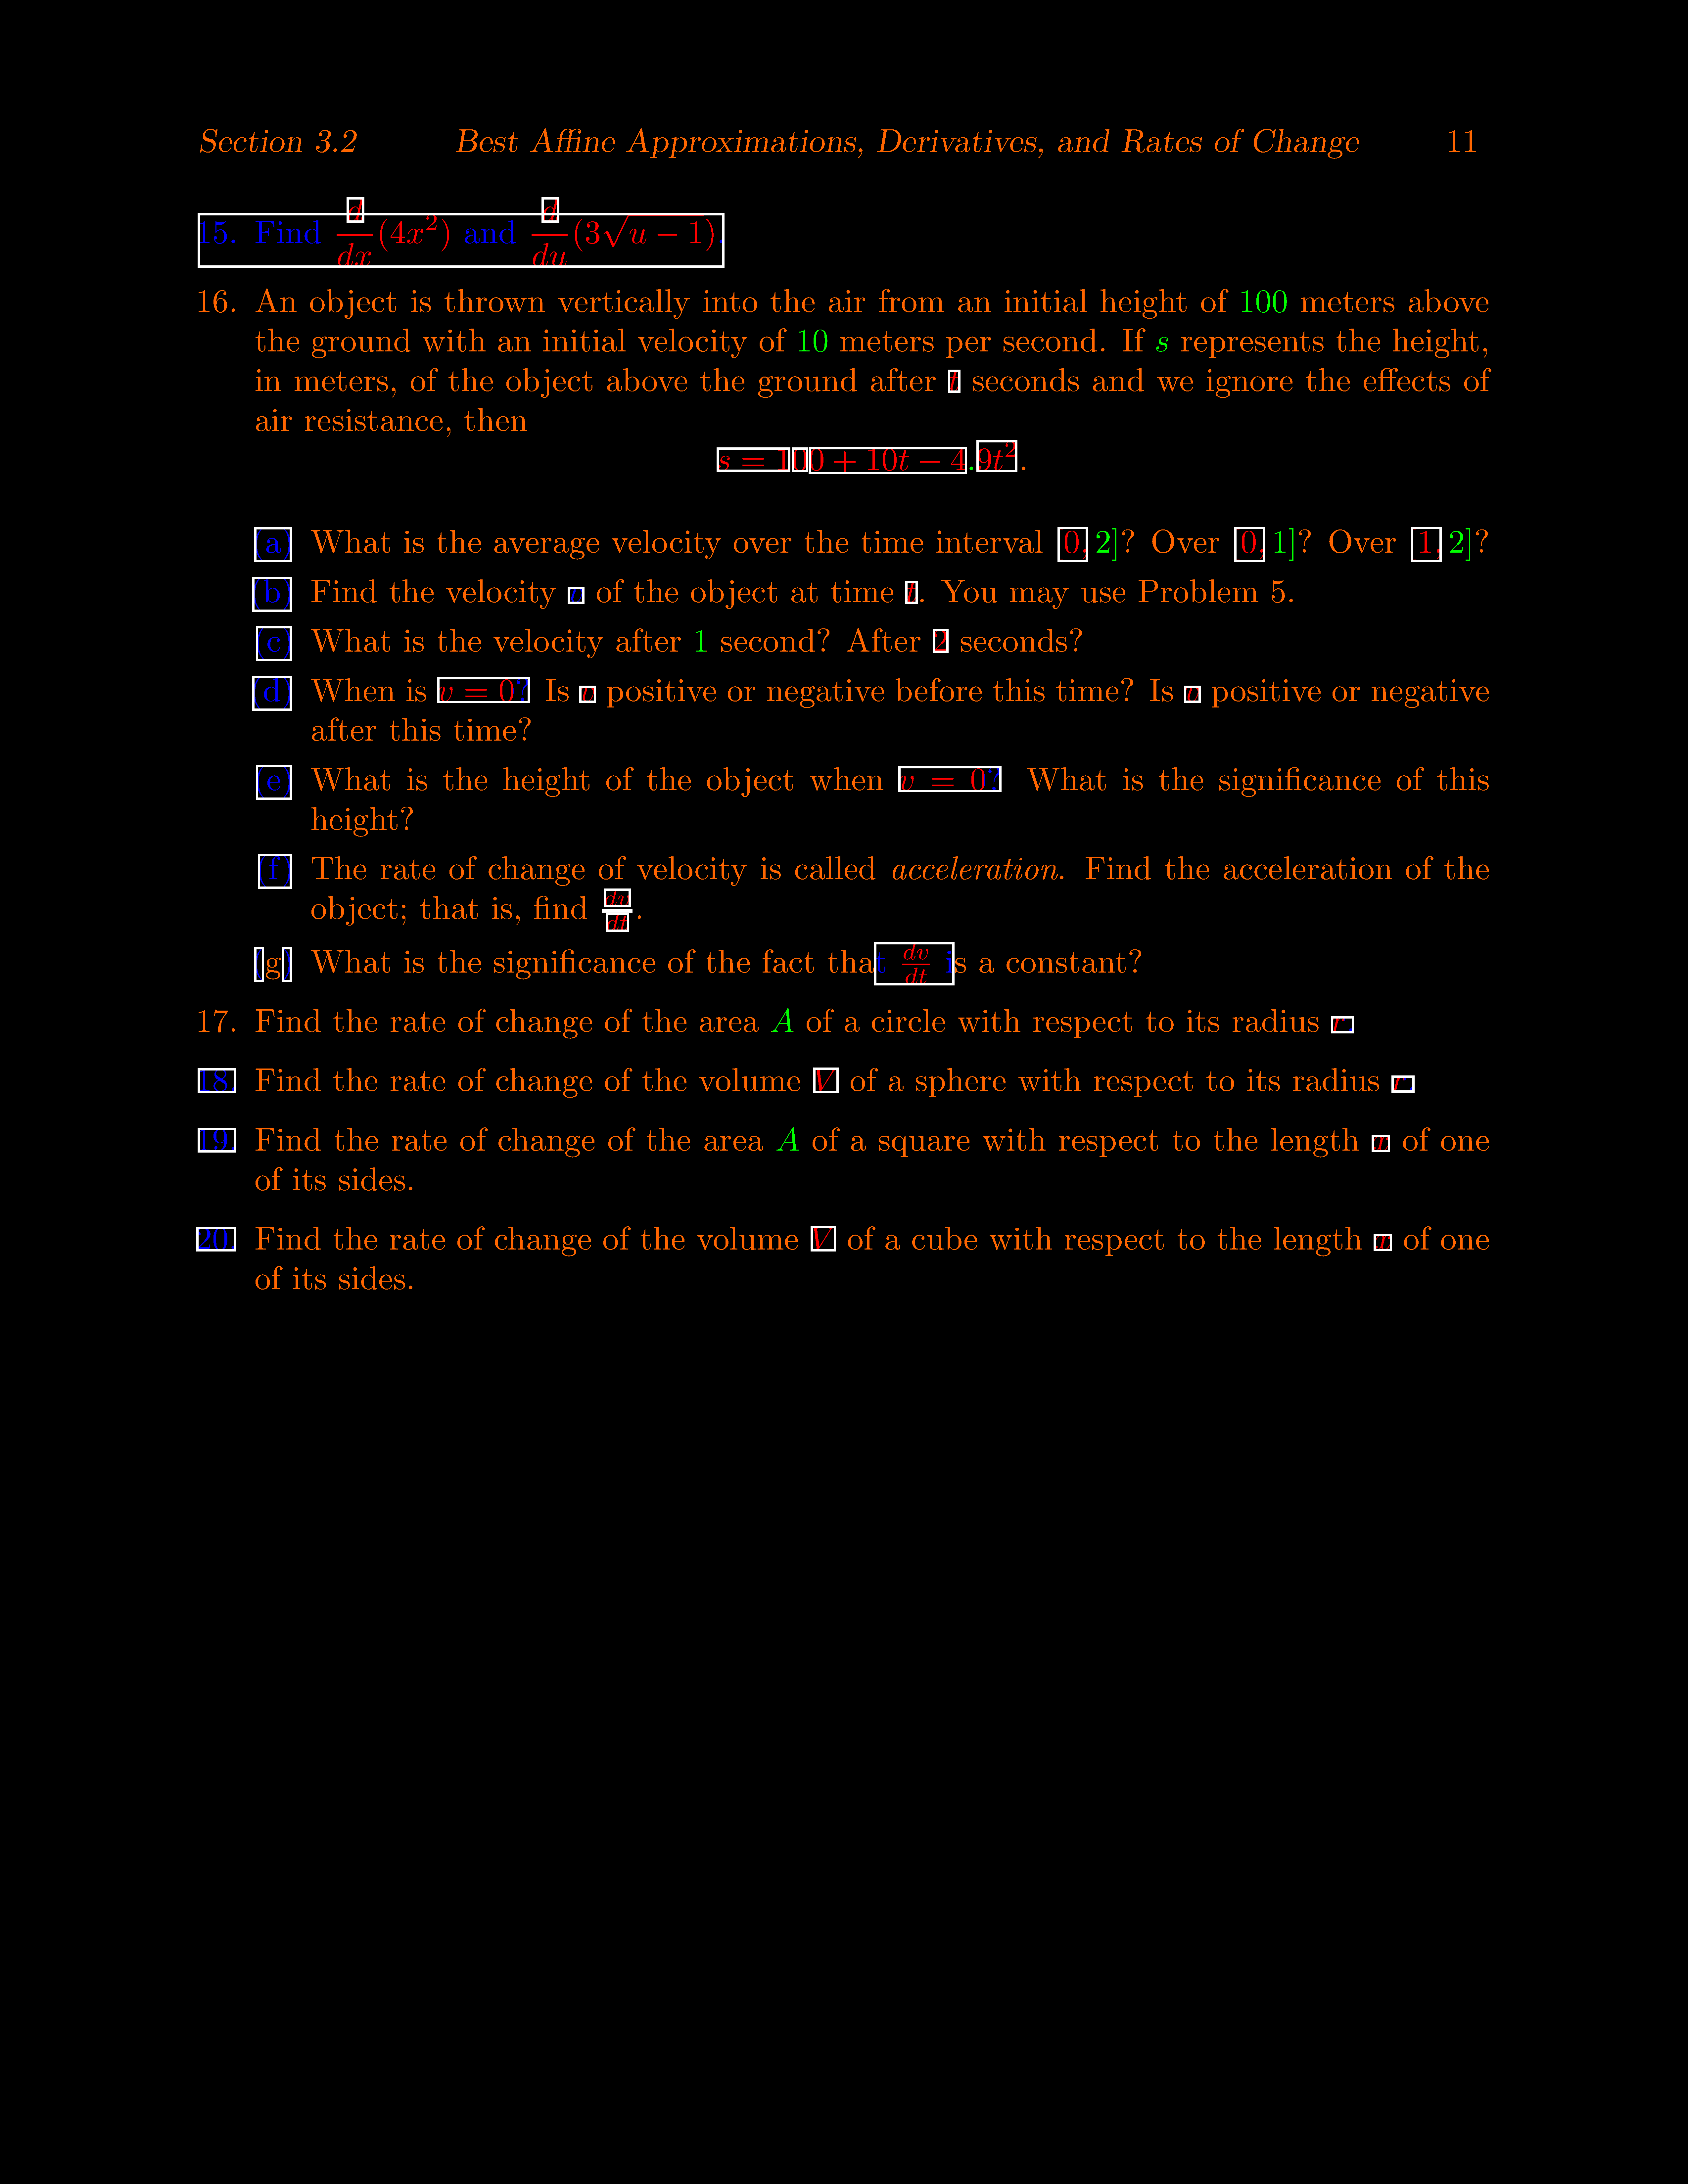 Section 3.2 Best Affine Approximations, Derivatives, and Rates of Change 11
15. Find d/dx (4x²) and d/du (3√u − 1).
16. An object is thrown vertically into the air from an initial height of 100 meters above
the ground with an initial velocity of 10 meters per second. If s represents the height,
in meters, of the object above the ground after t seconds and we ignore the effects of
air resistance, then
s = 100 + 10t − 4.9t².
(a) What is the average velocity over the time interval [0, 2]? Over [0, 1]? Over [1, 2]?
(b) Find the velocity v of the object at time t. You may use Problem 5.
(c) What is the velocity after 1 second? After 2 seconds?
(d) When is v = 0? Is v positive or negative before this time? Is v positive or negative
after this time?
(e) What is the height of the object when v = 0? What is the significance of this
height?
(f) The rate of change of velocity is called acceleration. Find the acceleration of the
object; that is, find dv/dt.
(g) What is the significance of the fact that dv/dt is a constant?
17. Find the rate of change of the area A of a circle with respect to its radius r.
18. Find the rate of change of the volume V of a sphere with respect to its radius r.
19. Find the rate of change of the area A of a square with respect to the length of one
of its sides.
20. Find the rate of change of the volume V of a cube with respect to the length of one
of its sides.